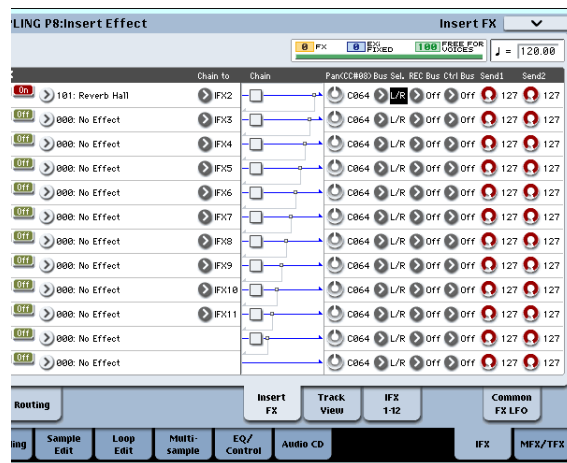 LING P8:Insert Effect Insert FX
0 FX 0 EXi FIXED 180 FREE FOR VOICES ♩ = 120.00
Chain to Chain Pan(CC#08) Bus Sel. REC Bus Ctrl Bus Send1 Send2
On 101: Reverb Hall IFX2 C064 L/R Off Off 127 127
Off 000: No Effect IFX3 C064 L/R Off Off 127 127
Off 000: No Effect IFX4 C064 L/R Off Off 127 127
Off 000: No Effect IFX5 C064 L/R Off Off 127 127
Off 000: No Effect IFX6 C064 L/R Off Off 127 127
Off 000: No Effect IFX7 C064 L/R Off Off 127 127
Off 000: No Effect IFX8 C064 L/R Off Off 127 127
Off 000: No Effect IFX9 C064 L/R Off Off 127 127
Off 000: No Effect IFX10 C064 L/R Off Off 127 127
Off 000: No Effect IFX11 C064 L/R Off Off 127 127
Off 000: No Effect C064 L/R Off Off 127 127
Off 000: No Effect C064 L/R Off Off 127 127
Routing Insert FX Track View IFX 1-12 Common FX LFO
ing Sample Edit Loop Edit Multi-sample EQ/Control Audio CD IFX MFX/TFX